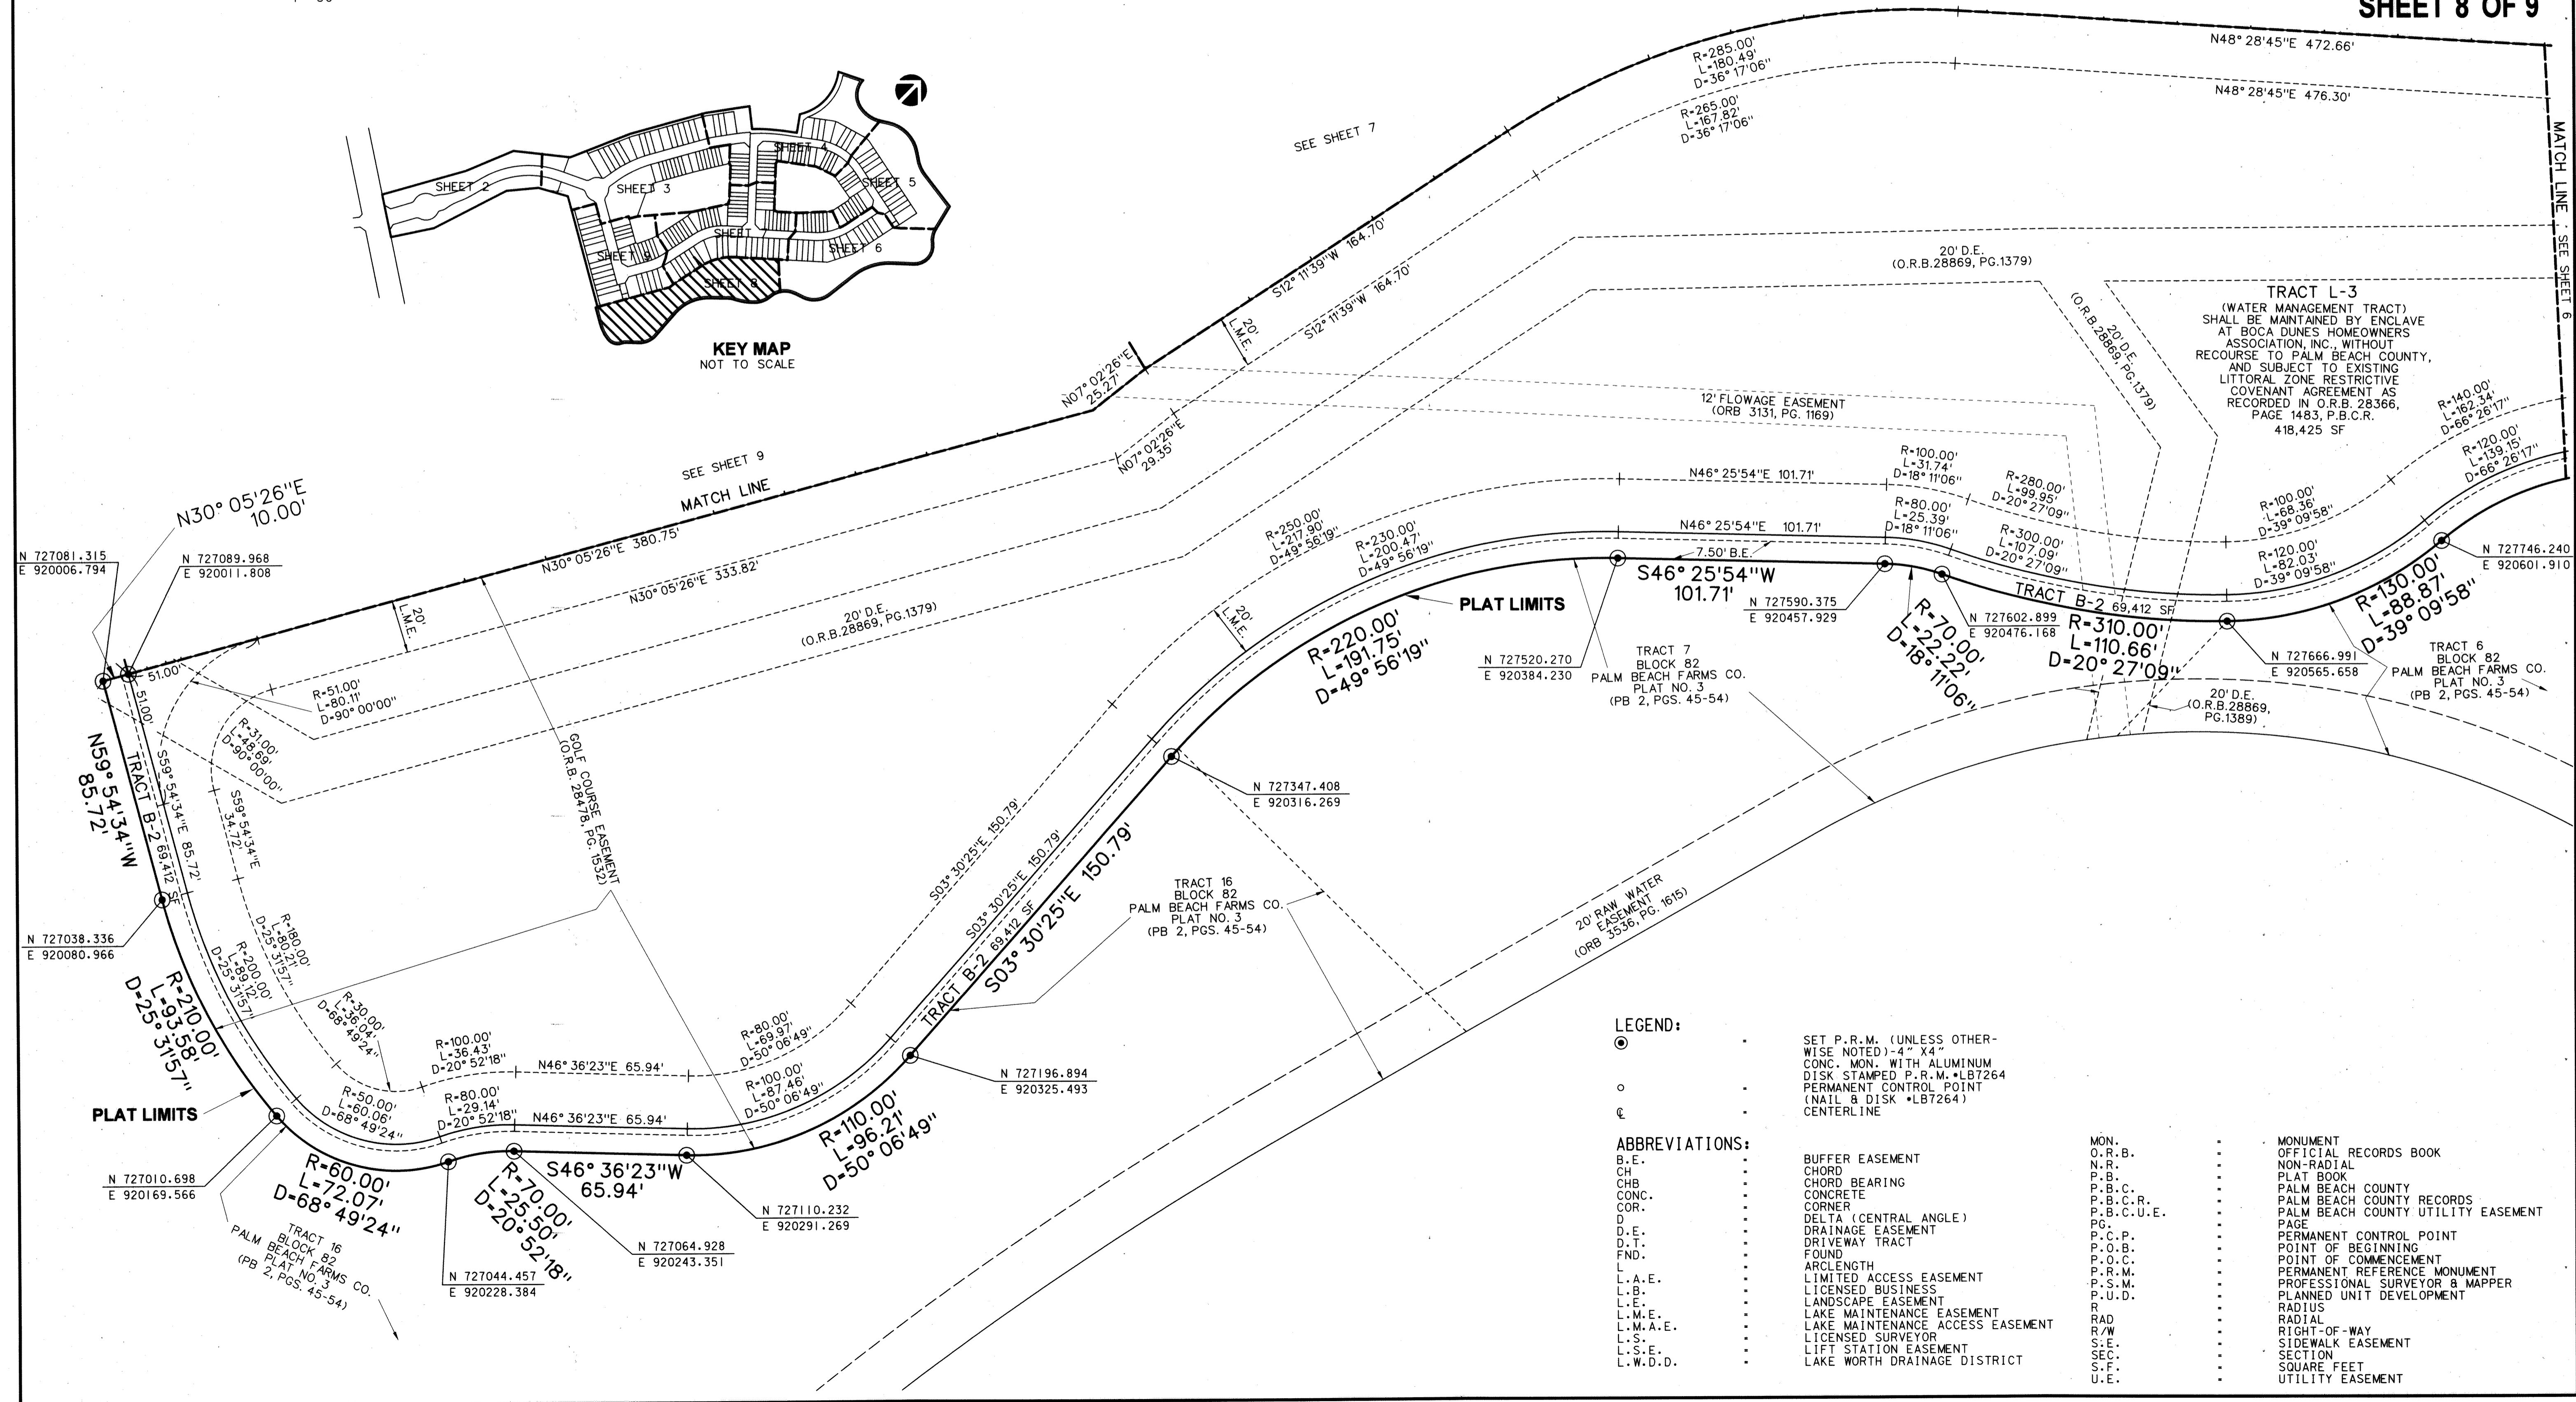 SHEET 8 OF 9
N48° 28'45"E 472.66'
N48° 28'45"E 476.30'
R=285.00'
L=180.49'
D=36° 17'06"
R=265.00'
L=167.82'
D=36° 17'06"
SEE SHEET 7
MATCH LINE - SEE SHEET 6
SHEET 2
SHEET 3
SHEET 4
SHEET 5
SHEET
SHEET 6
SHEET 9
SHEET 8
KEY MAP
NOT TO SCALE
S12° 11'39"W 164.70'
S12° 11'39"W 164.70'
20'
L.M.E.
20' D.E.
(O.R.B.28869, PG.1379)
20' D.E.
(O.R.B.28869, PG.1379)
TRACT L-3
(WATER MANAGEMENT TRACT)
SHALL BE MAINTAINED BY ENCLAVE
AT BOCA DUNES HOMEOWNERS
ASSOCIATION, INC., WITHOUT
RECOURSE TO PALM BEACH COUNTY,
AND SUBJECT TO EXISTING
LITTORAL ZONE RESTRICTIVE
COVENANT AGREEMENT AS
RECORDED IN O.R.B. 28366,
PAGE 1483, P.B.C.R.
418,425 SF
N07° 02'26"E
25.27'
N07° 02'26"E
29.35'
12' FLOWAGE EASEMENT
(ORB 3131, PG. 1169)
R=140.00'
L=162.34'
D=66° 26'17"
R=120.00'
L=139.15'
D=66° 26'17"
SEE SHEET 9
MATCH LINE
N30° 05'26"E
10.00'
N30° 05'26"E 380.75'
N30° 05'26"E 333.82'
20'
L.M.E.
20' D.E.
(O.R.B.28869, PG.1379)
N 727081.315
E 920006.794
N 727089.968
E 920011.808
R=250.00'
L=217.90'
D=49° 56'19"
R=230.00'
L=200.47'
D=49° 56'19"
N46° 25'54"E 101.71'
N46° 25'54"E 101.71'
7.50' B.E.
S46° 25'54"W
101.71'
R=100.00'
L=31.74'
D=18° 11'06"
R=80.00'
L=25.39'
D=18° 11'06"
R=280.00'
L=99.95'
D=20° 27'09"
R=300.00'
L=107.09'
D=20° 27'09"
R=100.00'
L=68.36'
D=39° 09'58"
R=120.00'
L=82.03'
D=39° 09'58"
N 727746.240
E 920601.910
R=130.00'
L=88.87'
D=39° 09'58"
TRACT B-2 69,412 SF
N 727590.375
E 920457.929
N 727602.899
E 920476.168
R=70.00'
L=22.22'
D=18° 11'06"
R=310.00'
L=110.66'
D=20° 27'09"
N 727666.991
E 920565.658
TRACT 6
BLOCK 82
PALM BEACH FARMS CO.
PLAT NO. 3
(PB 2, PGS. 45-54)
20' D.E.
(O.R.B.28869,
PG.1389)
PLAT LIMITS
20'
L.M.E.
R=220.00'
L=191.75'
D=49° 56'19"
N 727520.270
E 920384.230
TRACT 7
BLOCK 82
PALM BEACH FARMS CO.
PLAT NO. 3
(PB 2, PGS. 45-54)
51.00'
51.00'
R=51.00'
L=80.11'
D=90° 00'00"
R=31.00'
L=48.69'
D=90° 00'00"
N59° 54'34"W
85.72'
TRACT B-2 69,412 SF
S59° 54'34"E 85.72'
S59° 54'34"E
34.72'
GOLF COURSE EASEMENT
(O.R.B. 28478, PG. 1532)
N 727347.408
E 920316.269
S03° 30'25"E 150.79'
S03° 30'25"E 150.79'
TRACT B-2 69,412 SF
S03° 30'25"E 150.79'
TRACT 16
BLOCK 82
PALM BEACH FARMS CO.
PLAT NO. 3
(PB 2, PGS. 45-54)
20' RAW WATER
EASEMENT
(ORB 3536, PG. 1615)
N 727038.336
E 920080.966
R=180.00'
L=80.21'
D=25° 31'57"
R=200.00'
L=89.12'
D=25° 31'57"
R=210.00'
L=93.58'
D=25° 31'57"
R=30.00'
L=36.04'
D=68° 49'24"
R=100.00'
L=36.43'
D=20° 52'18"
N46° 36'23"E 65.94'
R=80.00'
L=69.97'
D=50° 06'49"
R=50.00'
L=60.06'
D=68° 49'24"
R=80.00'
L=29.14'
D=20° 52'18"
N46° 36'23"E 65.94'
R=100.00'
L=87.46'
D=50° 06'49"
N 727196.894
E 920325.493
PLAT LIMITS
R=110.00'
L=96.21'
D=50° 06'49"
N 727010.698
E 920169.566
R=60.00'
L=72.07'
D=68° 49'24"
S46° 36'23"W
65.94'
R=70.00'
L=25.50'
D=20° 52'18"
N 727110.232
E 920291.269
N 727064.928
E 920243.351
N 727044.457
E 920228.384
TRACT 16
BLOCK 82
PALM BEACH FARMS CO.
PLAT NO. 3
(PB 2, PGS. 45-54)
LEGEND:
SET P.R.M. (UNLESS OTHER-
WISE NOTED)-4" X4"
CONC. MON. WITH ALUMINUM
DISK STAMPED P.R.M. •LB7264
PERMANENT CONTROL POINT
(NAIL & DISK •LB7264)
℄ CENTERLINE
ABBREVIATIONS:
B.E. = BUFFER EASEMENT
CH = CHORD
CHB = CHORD BEARING
CONC. = CONCRETE
COR. = CORNER
D = DELTA (CENTRAL ANGLE)
D.E. = DRAINAGE EASEMENT
D.T. = DRIVEWAY TRACT
FND. = FOUND
L = ARCLENGTH
L.A.E. = LIMITED ACCESS EASEMENT
L.B. = LICENSED BUSINESS
L.E. = LANDSCAPE EASEMENT
L.M.E. = LAKE MAINTENANCE EASEMENT
L.M.A.E. = LAKE MAINTENANCE ACCESS EASEMENT
L.S. = LICENSED SURVEYOR
L.S.E. = LIFT STATION EASEMENT
L.W.D.D. = LAKE WORTH DRAINAGE DISTRICT
MON. = MONUMENT
O.R.B. = OFFICIAL RECORDS BOOK
N.R. = NON-RADIAL
P.B. = PLAT BOOK
P.B.C. = PALM BEACH COUNTY
P.B.C.R. = PALM BEACH COUNTY RECORDS
P.B.C.U.E. = PALM BEACH COUNTY UTILITY EASEMENT
PG. = PAGE
P.C.P. = PERMANENT CONTROL POINT
P.O.B. = POINT OF BEGINNING
P.O.C. = POINT OF COMMENCEMENT
P.R.M. = PERMANENT REFERENCE MONUMENT
P.S.M. = PROFESSIONAL SURVEYOR & MAPPER
P.U.D. = PLANNED UNIT DEVELOPMENT
R = RADIUS
RAD = RADIAL
R/W = RIGHT-OF-WAY
S.E. = SIDEWALK EASEMENT
SEC. = SECTION
S.F. = SQUARE FEET
U.E. = UTILITY EASEMENT